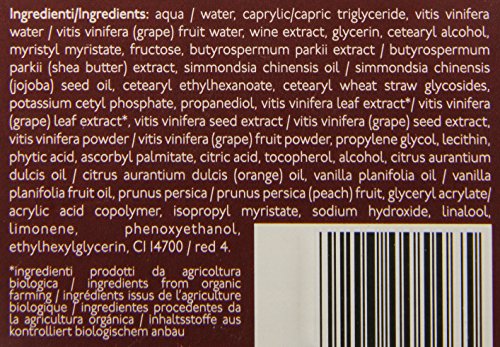 Ingredienti/Ingredients: aqua / water, caprylic/capric triglyceride, vitis vinifera
water / vitis vinifera (grape) fruit water, wine extract, glycerin, cetearyl alcohol,
myristyl myristate, fructose, butyrospermum parkii extract / butyrospermum
parkii (shea butter) extract, simmondsia chinensis oil / simmondsia chinensis
(jojoba) seed oil, cetearyl ethylhexanoate, cetearyl wheat straw glycosides,
potassium cetyl phosphate, propanediol, vitis vinifera leaf extract*/ vitis vinifera
(grape) leaf extract*, vitis vinifera seed extract / vitis vinifera (grape) seed extract,
vitis vinifera powder / vitis vinifera (grape) fruit powder, propylene glycol, lecithin,
phytic acid, ascorbyl palmitate, citric acid, tocopherol, alcohol, citrus aurantium
dulcis oil / citrus aurantium dulcis (orange) oil, vanilla planifolia oil / vanilla
planifolia fruit oil, prunus persica / prunus persica (peach) fruit, glyceryl acrylate/
acrylic acid copolymer, isopropyl myristate, sodium hydroxide, linalool,
limonene, phenoxyethanol,
ethylhexylglycerin, CI 14700 / red 4.
*ingredienti prodotti da agricoltura
biologica / ingredients from organic
farming / ingrédients issus de l'agriculture
biologique / ingredientes procedentes da
la agricultura orgánica / inhaltsstoffe aus
kontrolliert biologischem anbau